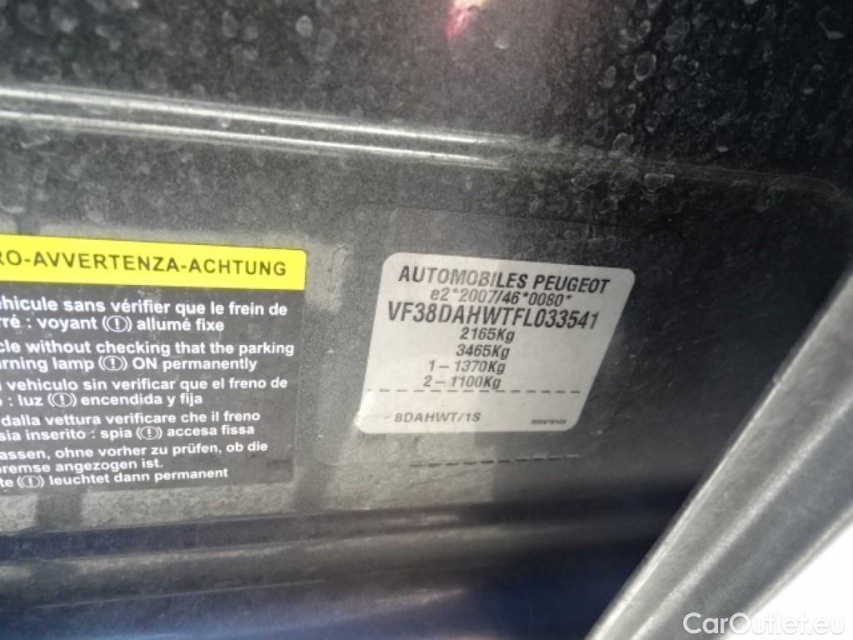 RO-AVVERTENZA-ACHTUNG
éhicule sans vérifier que le frein de
rré : voyant (!) allumé fixe
cle without checking that the parking
arning lamp (!) ON permanently
l vehiculo sin verificar que el freno de
: luz (!) encendida y fija
dalla vettura verificare che il freno
sia inserito : spia (!) accesa fissa
assen, ohne vorher zu prüfen, ob die
bremse angezogen ist.
te (!) leuchtet dann permanent
AUTOMOBILES PEUGEOT
e2*2007/46*0080*
VF38DAHWTFL033541
2165Kg
3465Kg
1-1370Kg
2-1100Kg
8DAHWT/1S
CarOutlet.eu